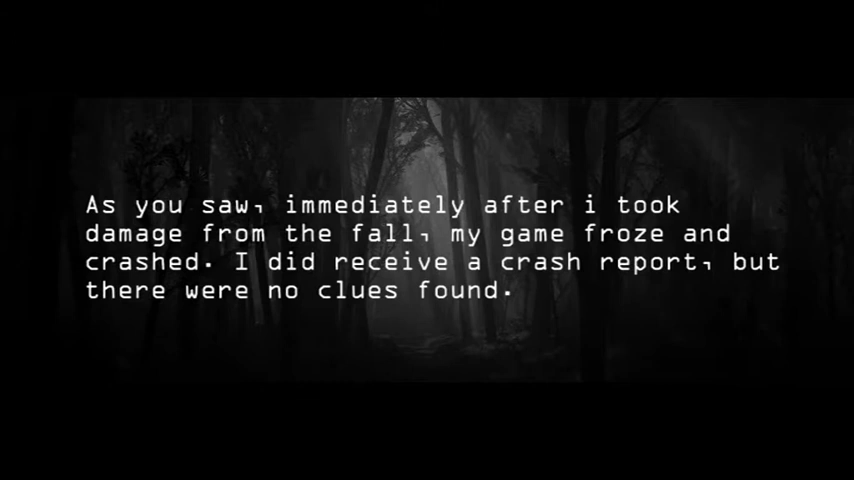 As you saw, immediately after i took
damage from the fall, my game froze and
crashed. I did receive a crash report, but
there were no clues found.